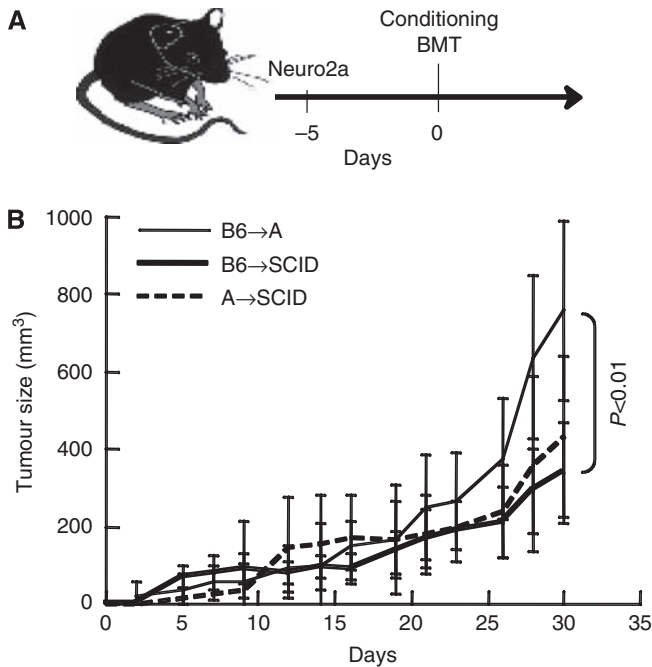 A
Conditioning
BMT
Neuro2a
–5
0
Days
B
1000
800
600
400
200
0
Tumour size (mm³)
B6→A
B6→SCID
A→SCID
P<0.01
0 5 10 15 20 25 30 35
Days